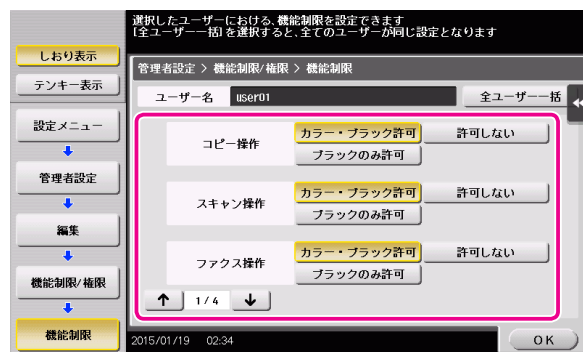 選択したユーザーにおける、機能制限を設定できます
[全ユーザー一括]を選択すると、全てのユーザーが同じ設定となります
しおり表示
テンキー表示
管理者設定 > 機能制限/権限 > 機能制限
ユーザー名 user01 全ユーザー一括
設定メニュー
管理者設定
編集
機能制限/権限
機能制限
コピー操作 カラー・ブラック許可 許可しない
ブラックのみ許可
スキャン操作 カラー・ブラック許可 許可しない
ブラックのみ許可
ファクス操作 カラー・ブラック許可 許可しない
ブラックのみ許可
↑ 1/4 ↓
2015/01/19 02:34
OK